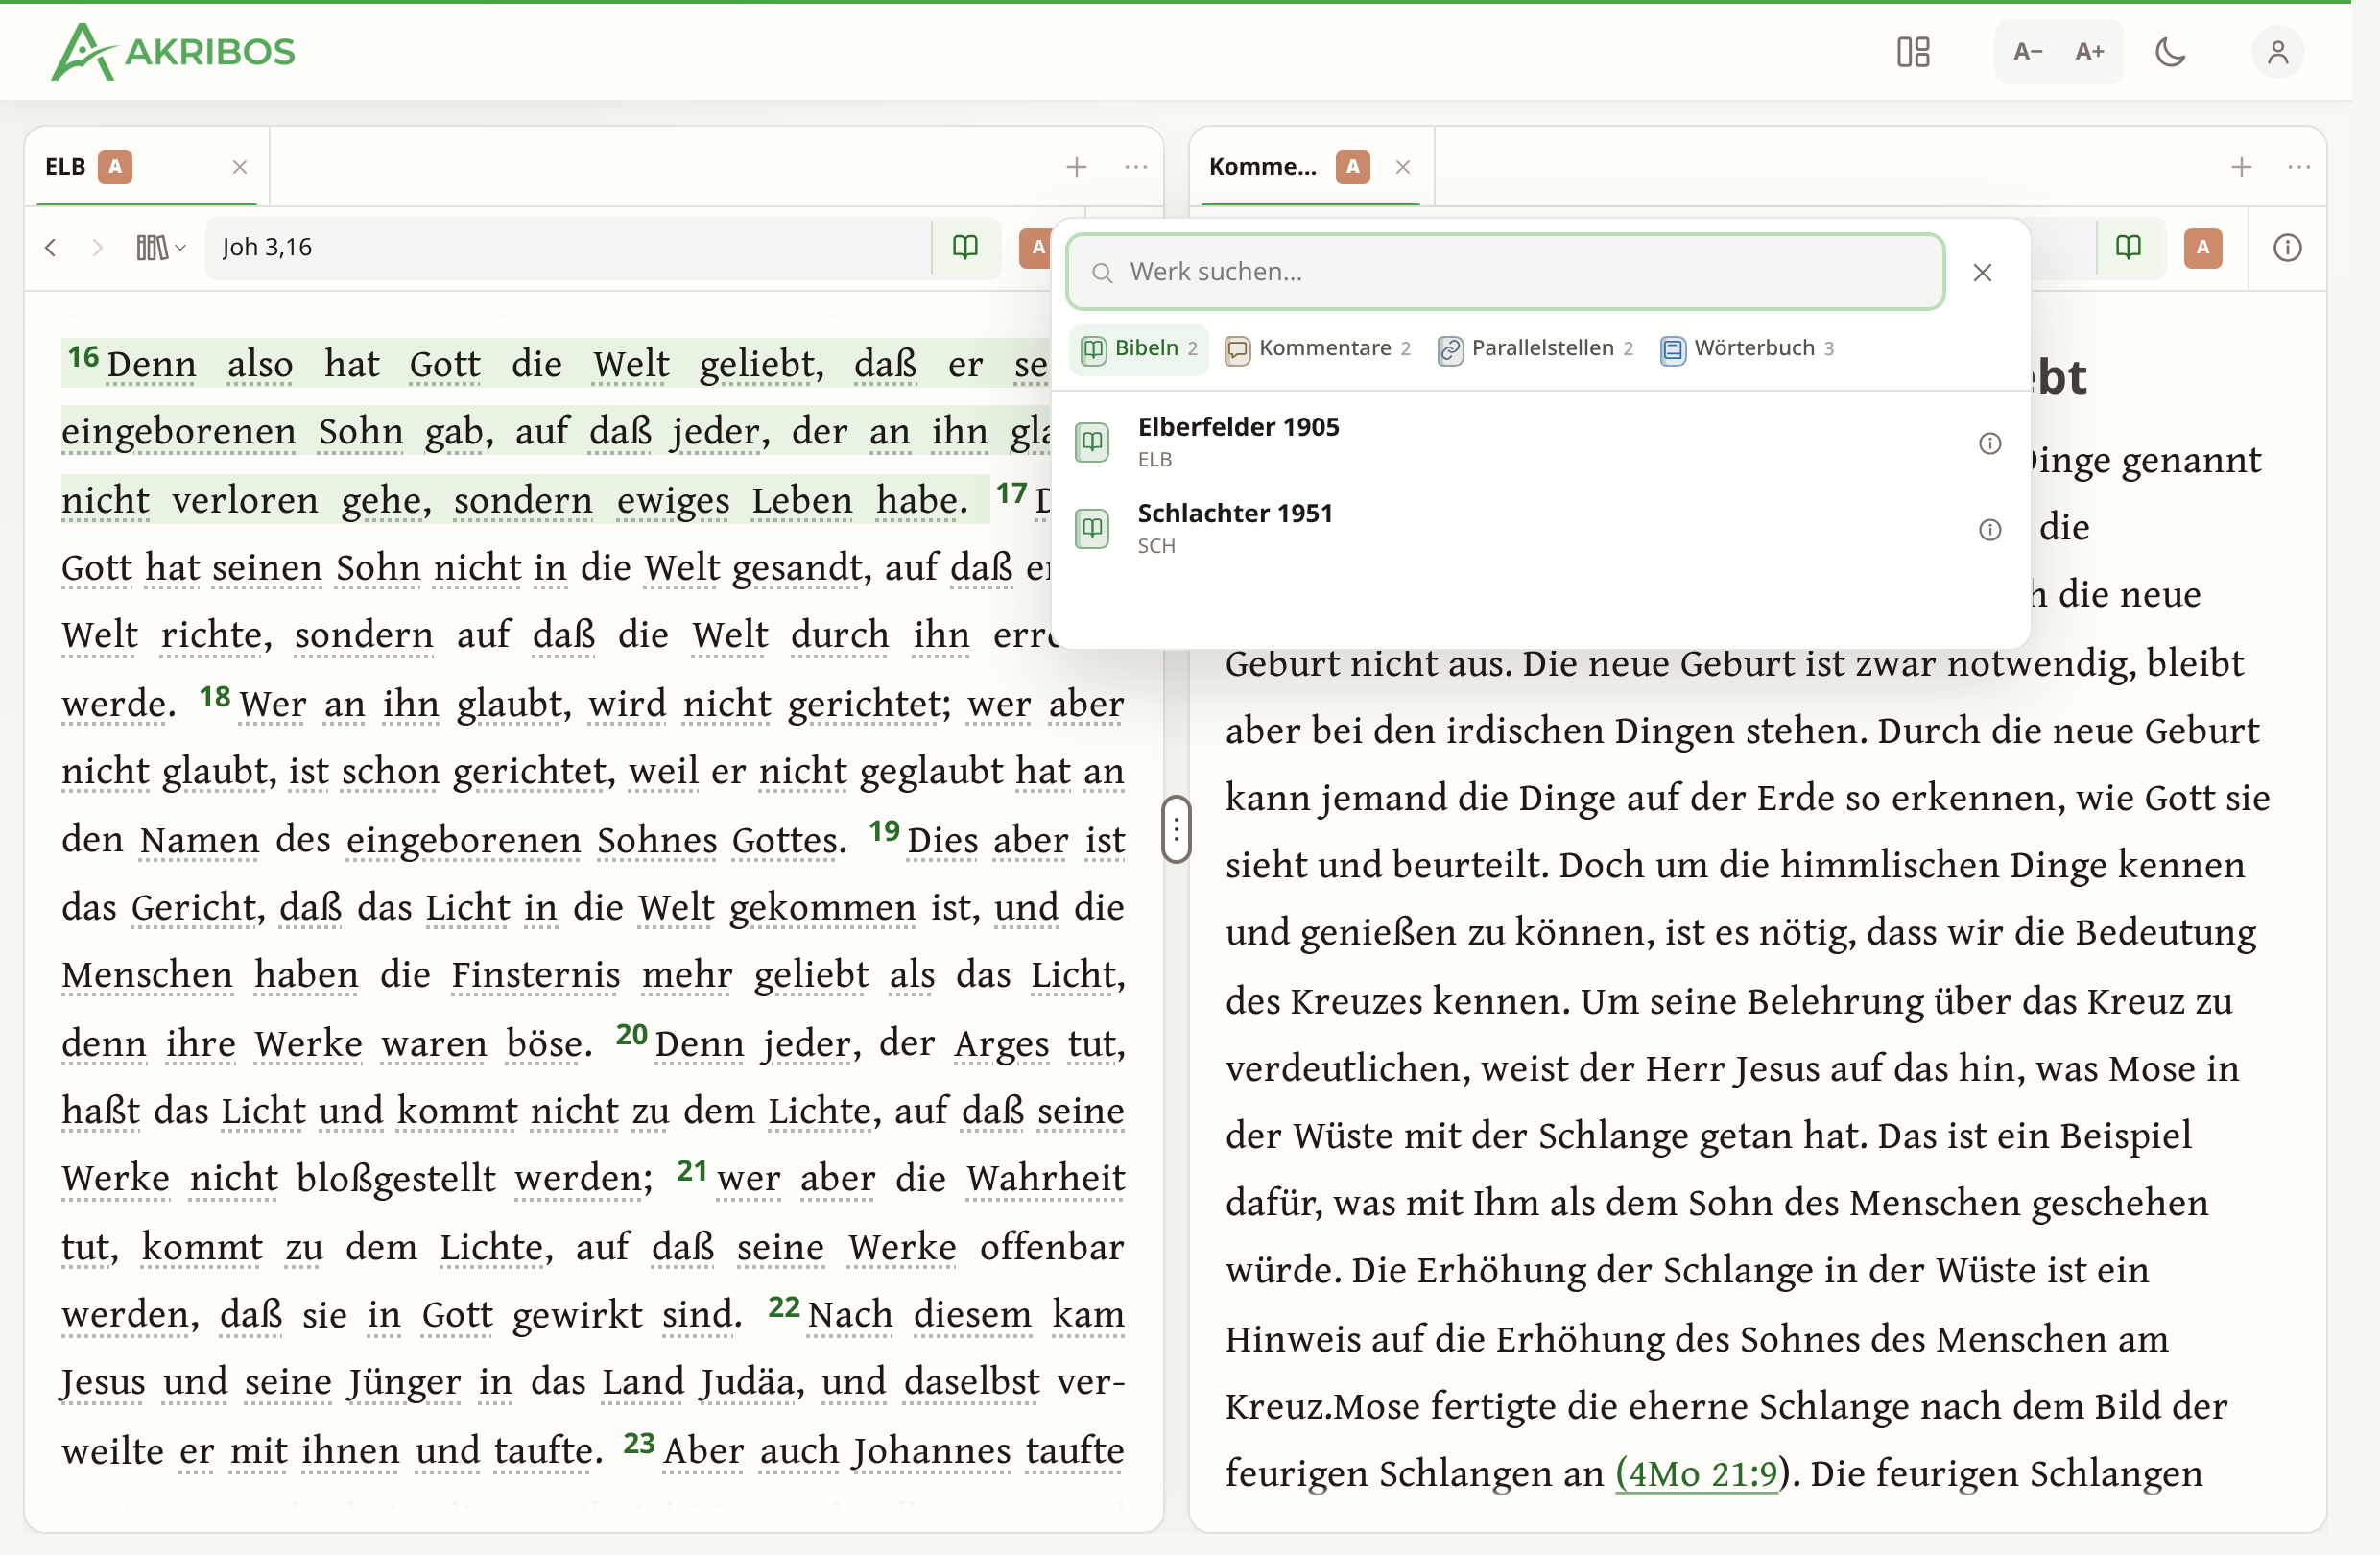 AKRIBOS
A− A+
ELB A
Komme... A
Joh 3,16
A
A
Werk suchen...
Bibeln 2 Kommentare 2 Parallelstellen 2 Wörterbuch 3
Elberfelder 1905
ELB
Schlachter 1951
SCH
16 Denn also hat Gott die Welt geliebt, daß er
eingeborenen Sohn gab, auf daß jeder, der an ihn
nicht verloren gehe, sondern ewiges Leben habe. 17
Gott hat seinen Sohn nicht in die Welt gesandt, auf daß
Welt richte, sondern auf daß die Welt durch ihn
werde. 18 Wer an ihn glaubt, wird nicht gerichtet; wer aber
nicht glaubt, ist schon gerichtet, weil er nicht geglaubt hat an
den Namen des eingeborenen Sohnes Gottes. 19 Dies aber ist
das Gericht, daß das Licht in die Welt gekommen ist, und die
Menschen haben die Finsternis mehr geliebt als das Licht,
denn ihre Werke waren böse. 20 Denn jeder, der Arges tut,
haßt das Licht und kommt nicht zu dem Lichte, auf daß seine
Werke nicht bloßgestellt werden; 21 wer aber die Wahrheit
tut, kommt zu dem Lichte, auf daß seine Werke offenbar
werden, daß sie in Gott gewirkt sind. 22 Nach diesem kam
Jesus und seine Jünger in das Land Judäa, und daselbst ver-
weilte er mit ihnen und taufte. 23 Aber auch Johannes taufte
Dinge genannt
die
die neue
Geburt nicht aus. Die neue Geburt ist zwar notwendig, bleibt
aber bei den irdischen Dingen stehen. Durch die neue Geburt
kann jemand die Dinge auf der Erde so erkennen, wie Gott sie
sieht und beurteilt. Doch um die himmlischen Dinge kennen
und genießen zu können, ist es nötig, dass wir die Bedeutung
des Kreuzes kennen. Um seine Belehrung über das Kreuz zu
verdeutlichen, weist der Herr Jesus auf das hin, was Mose in
der Wüste mit der Schlange getan hat. Das ist ein Beispiel
dafür, was mit Ihm als dem Sohn des Menschen geschehen
würde. Die Erhöhung der Schlange in der Wüste ist ein
Hinweis auf die Erhöhung des Sohnes des Menschen am
Kreuz.Mose fertigte die eherne Schlange nach dem Bild der
feurigen Schlangen an (4Mo 21:9). Die feurigen Schlangen